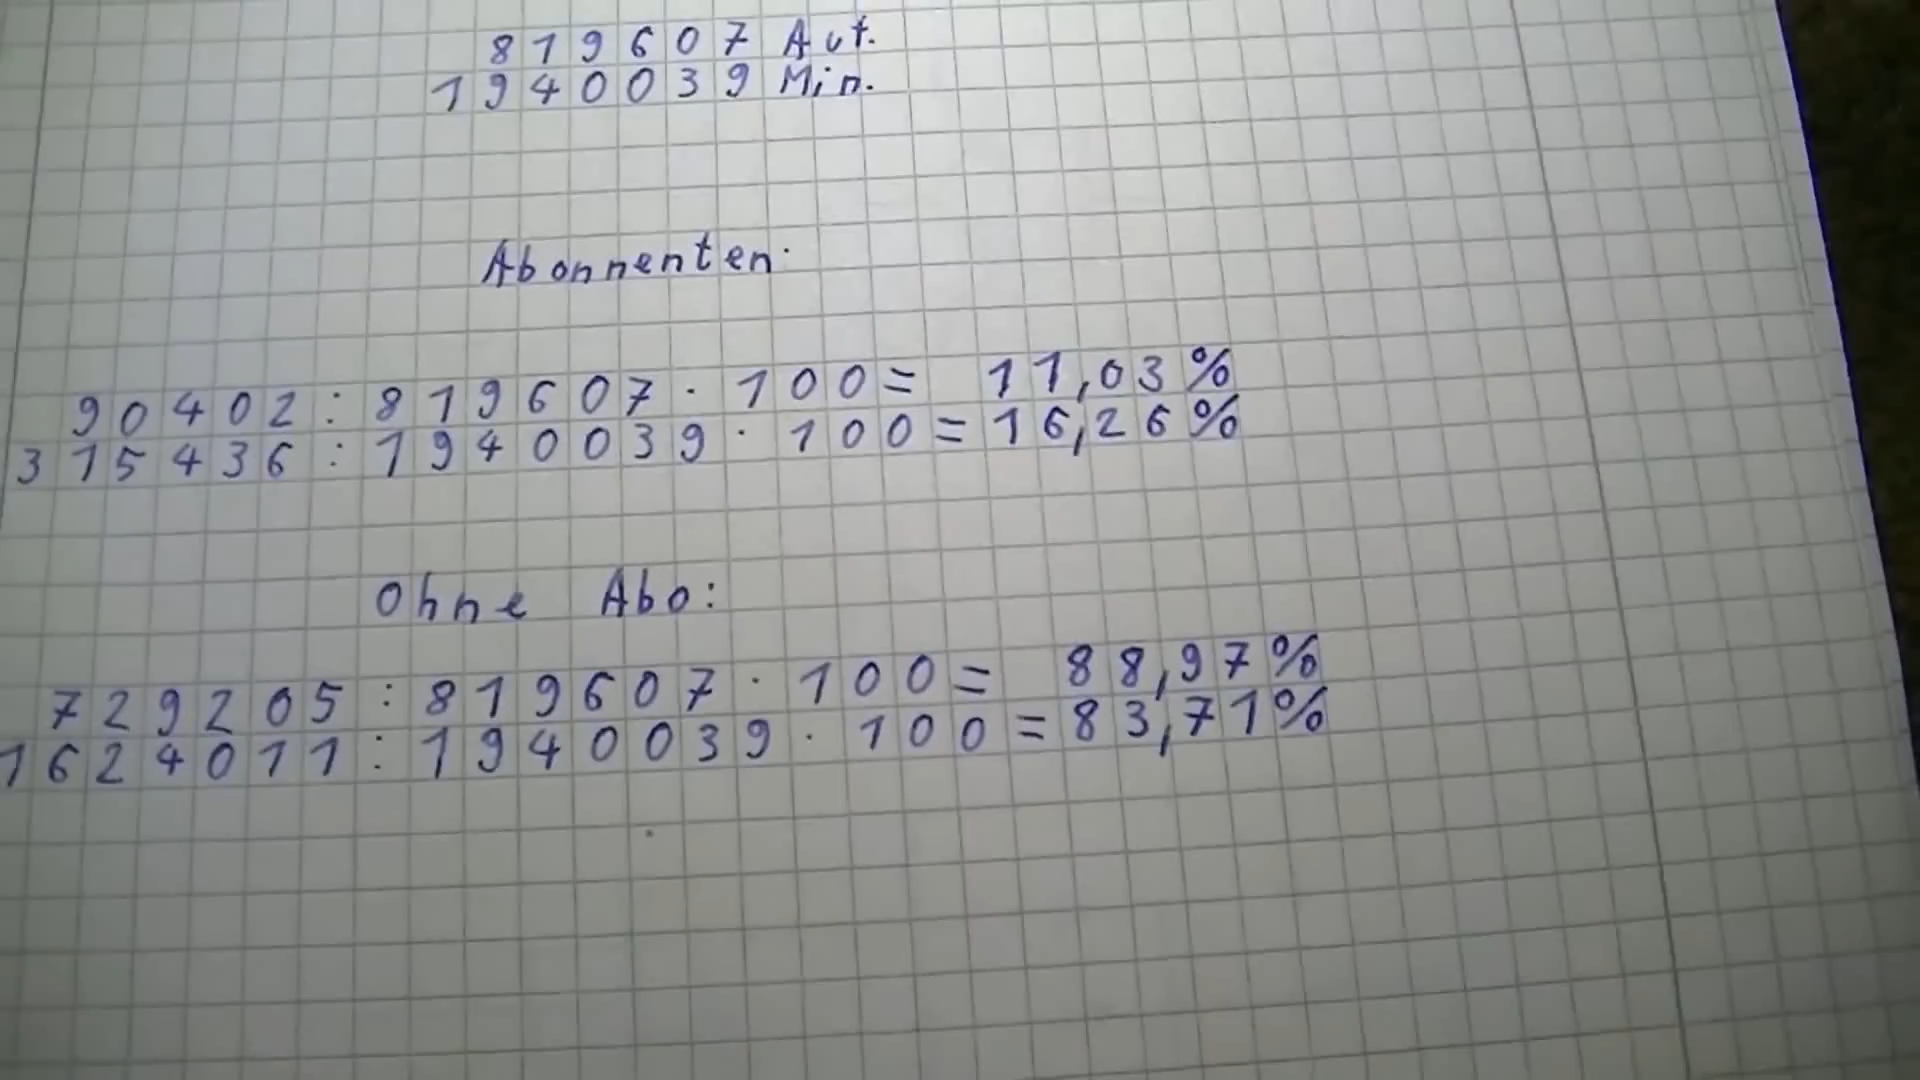 819607 Auf.
1940039 Min.
Abonnenten:
90402 : 819607 · 100 = 11,03%
315436 : 1940039 · 100 = 16,26%
Ohne Abo:
729205 : 819607 · 100 = 88,97%
1624011 : 1940039 · 100 = 83,71%